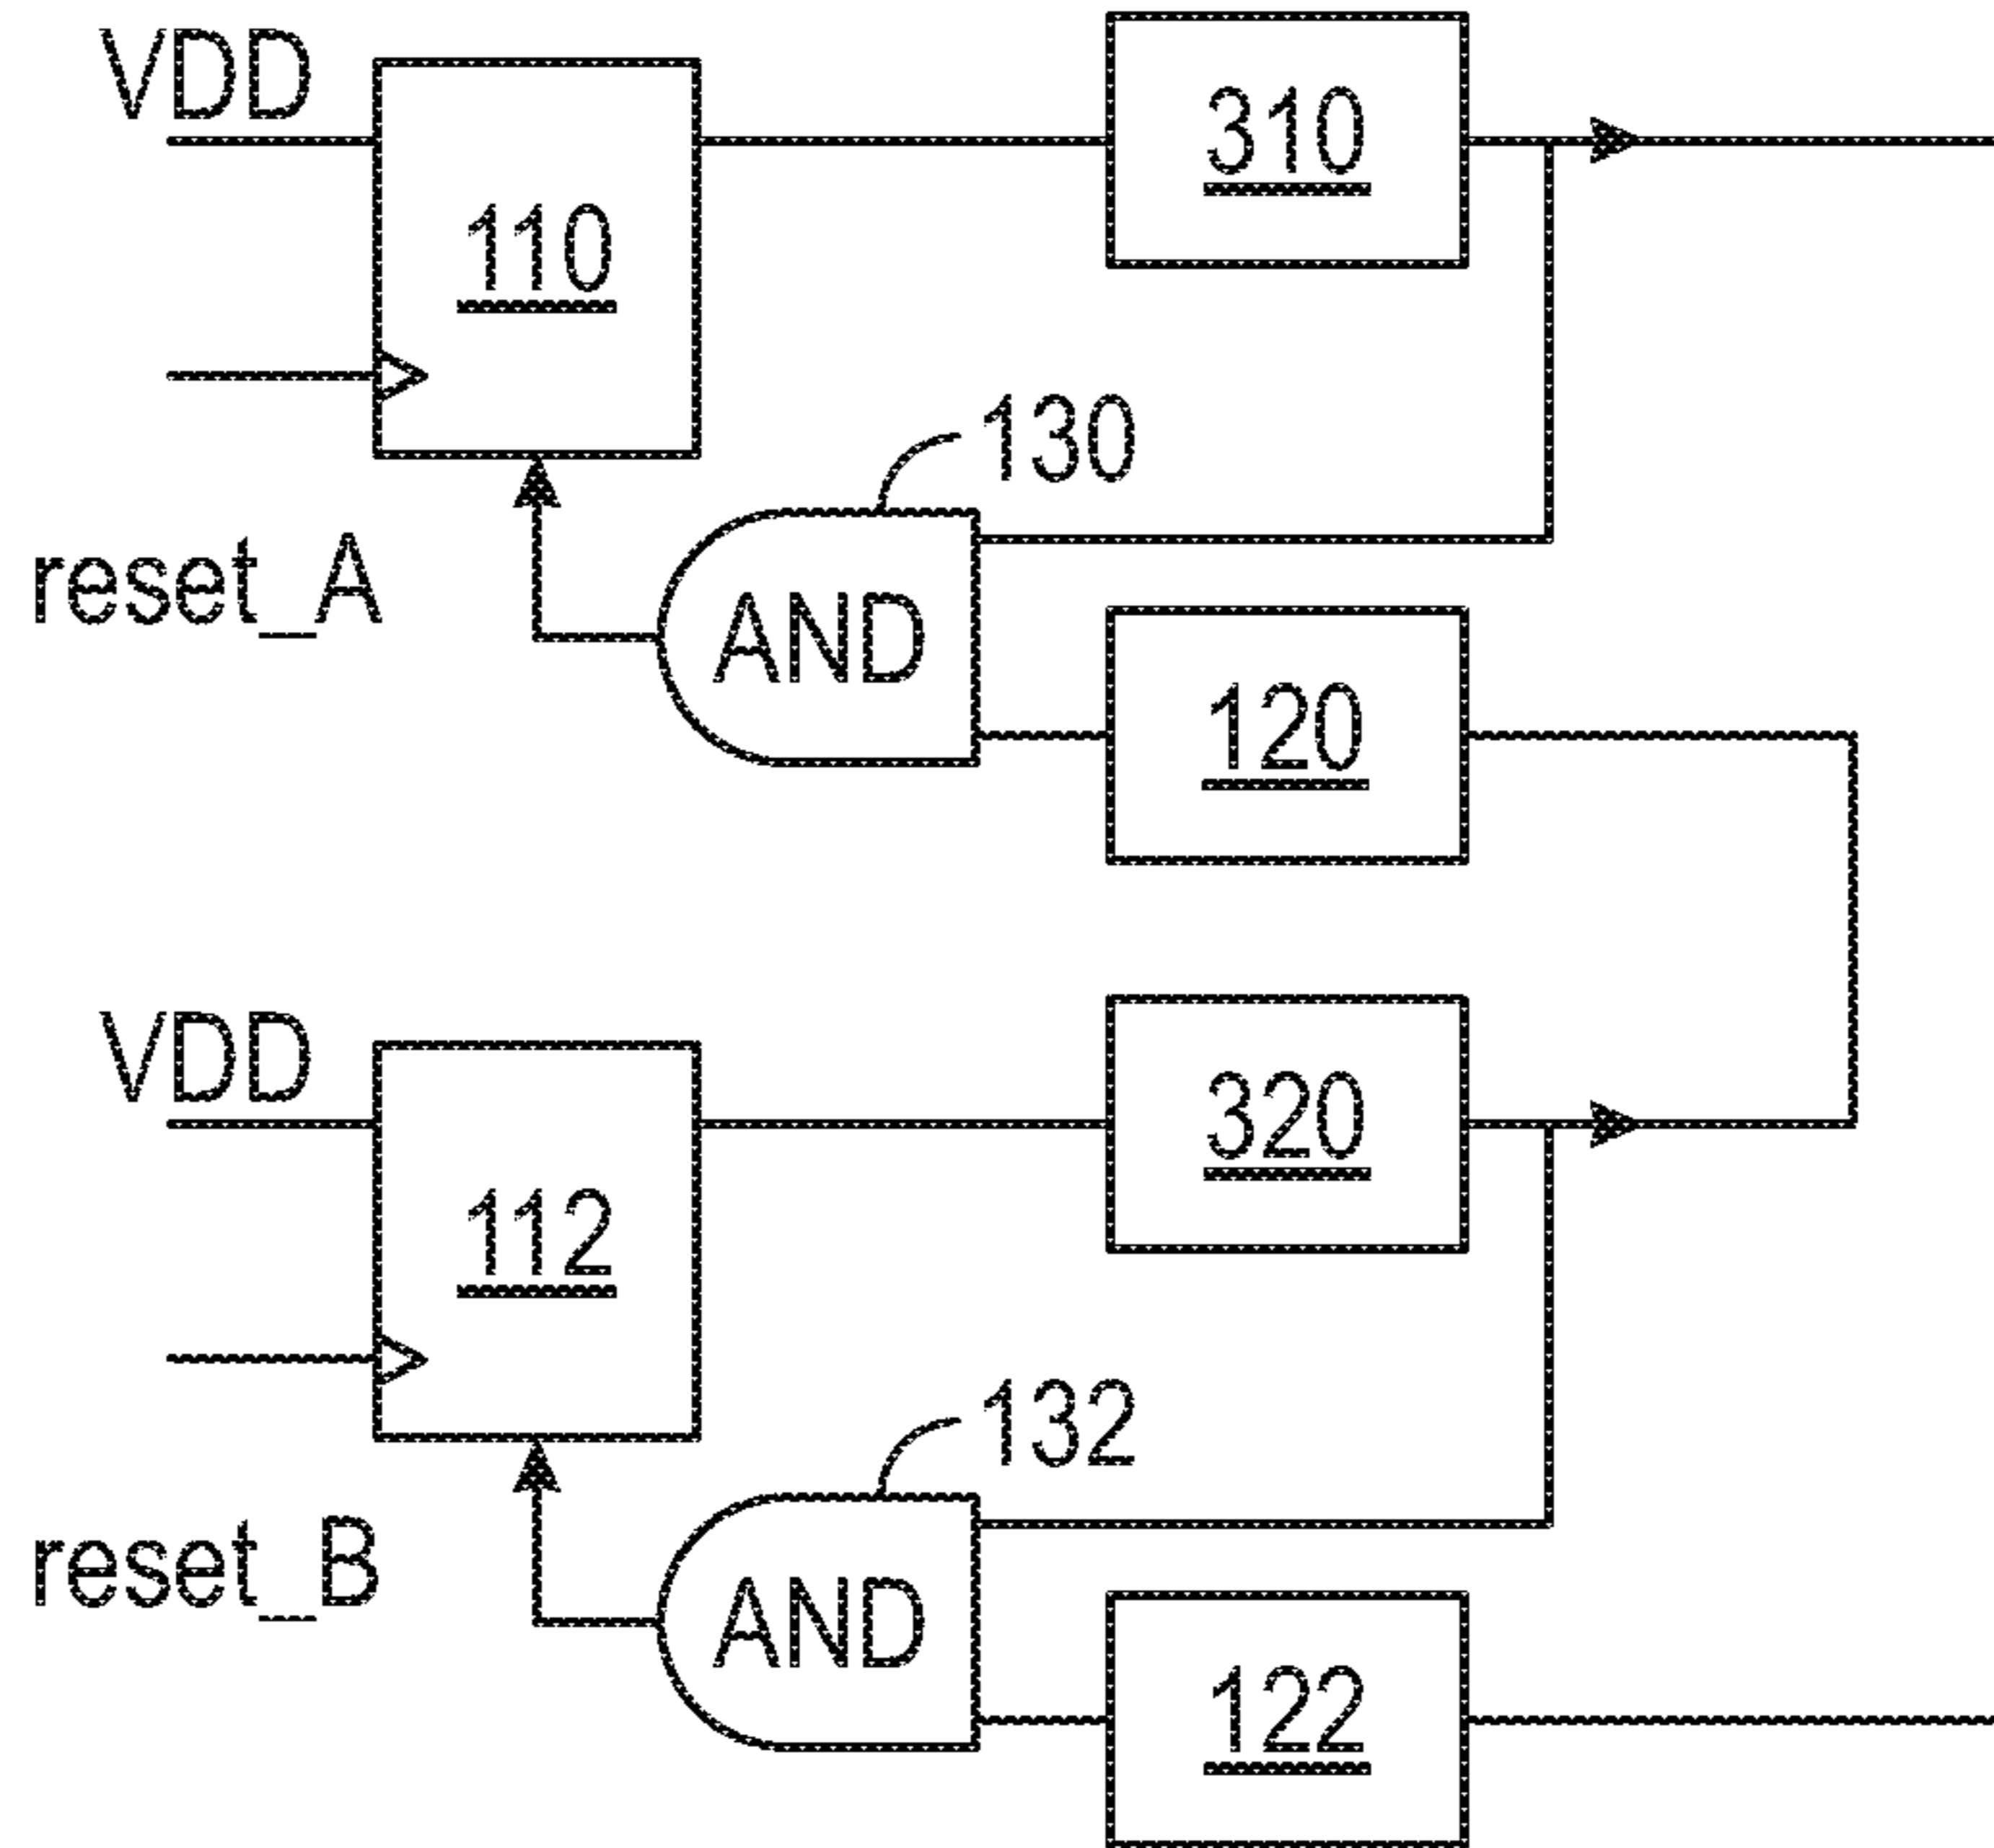 VDD
310
110
130
reset_A
AND
120
VDD
320
112
132
reset_B
AND
122